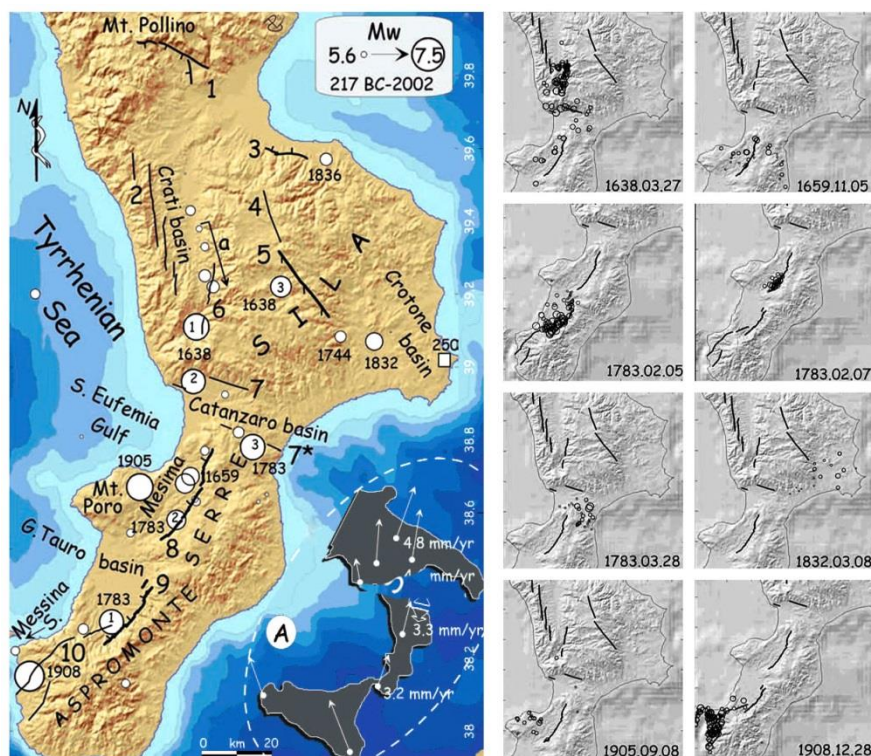 Mt. Pollino
Mw
5.6 7.5
217 BC-2002
N
1
39.8
3
1836
39.6
2
Crati basin
4
a
39.4
5
A
L
I
S
Tyrrhenian
Sea
3
1638
Crotone
basin
39.2
6
1
1638
1744
1832
250
39
2
7
Catanzaro basin
S. Eufemia
Gulf
3
1783
7*
38.8
1905
Mesima
1659
Mt.
Poro
1783
2
8
SERRE
38.6
G.Tauro
basin
4.8 mm/yr
mm/yr
9
1783
1
Messina
S.
A
3.3
mm/yr
10
1908
ASPROMONTE
38.2
3.2 mm/yr
0 km 20
38
1638.03.27
1659.11.05
1783.02.05
1783.02.07
1783.03.28
1832.03.08
1905.09.08
1908.12.28